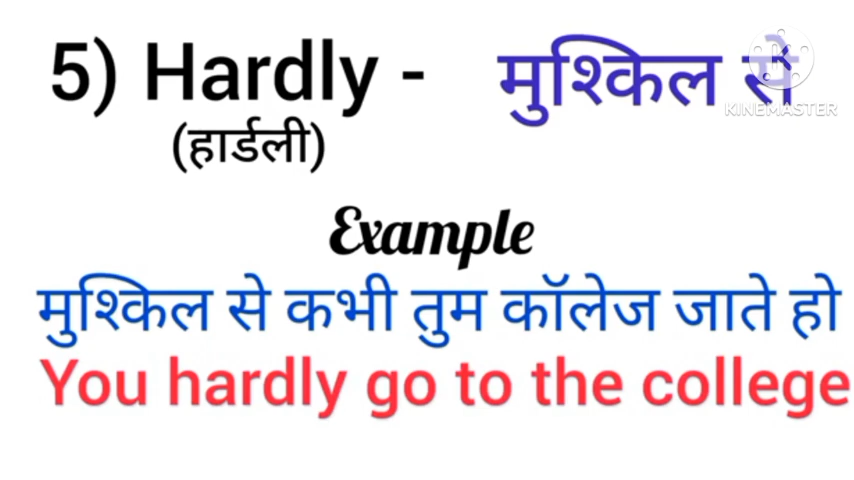 5) Hardly - मुश्किल से
KINEMASTER
(हार्डली)
Example
मुश्किल से कभी तुम कॉलेज जाते हो
You hardly go to the college